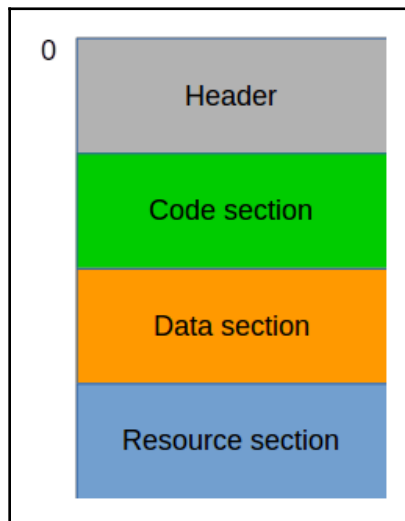 0
Header
Code section
Data section
Resource section